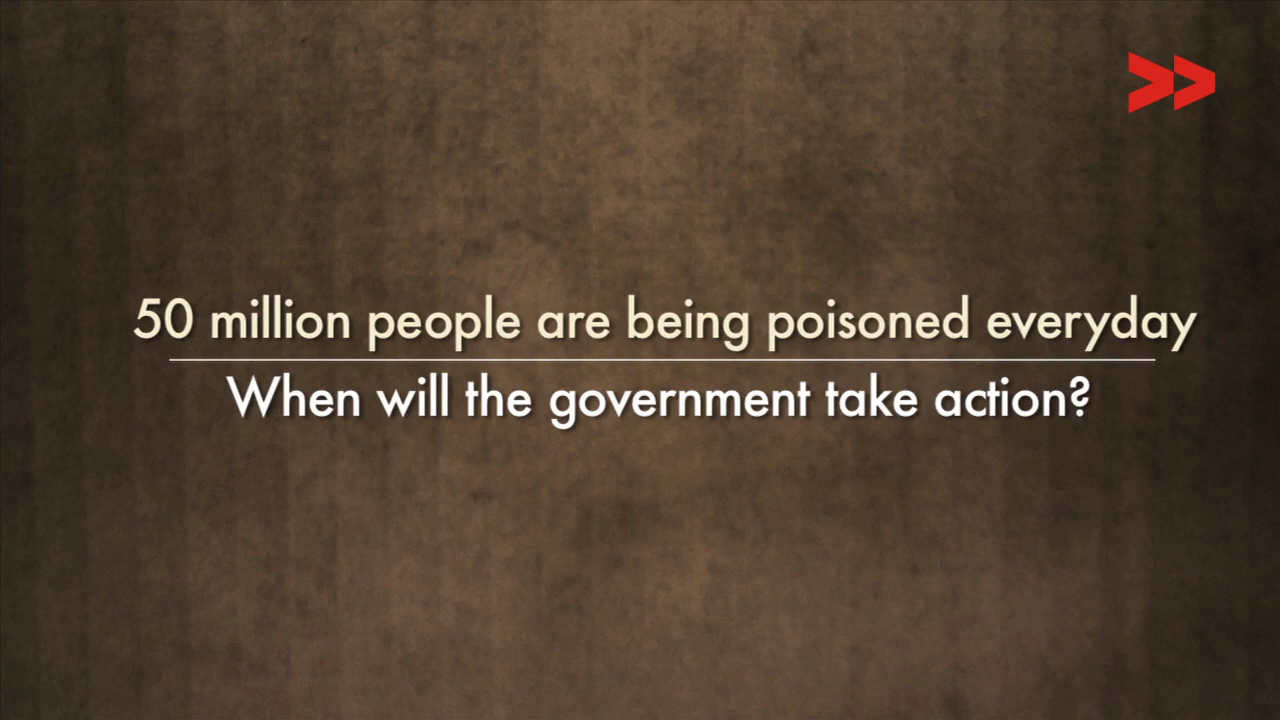 50 million people are being poisoned everyday
When will the government take action?